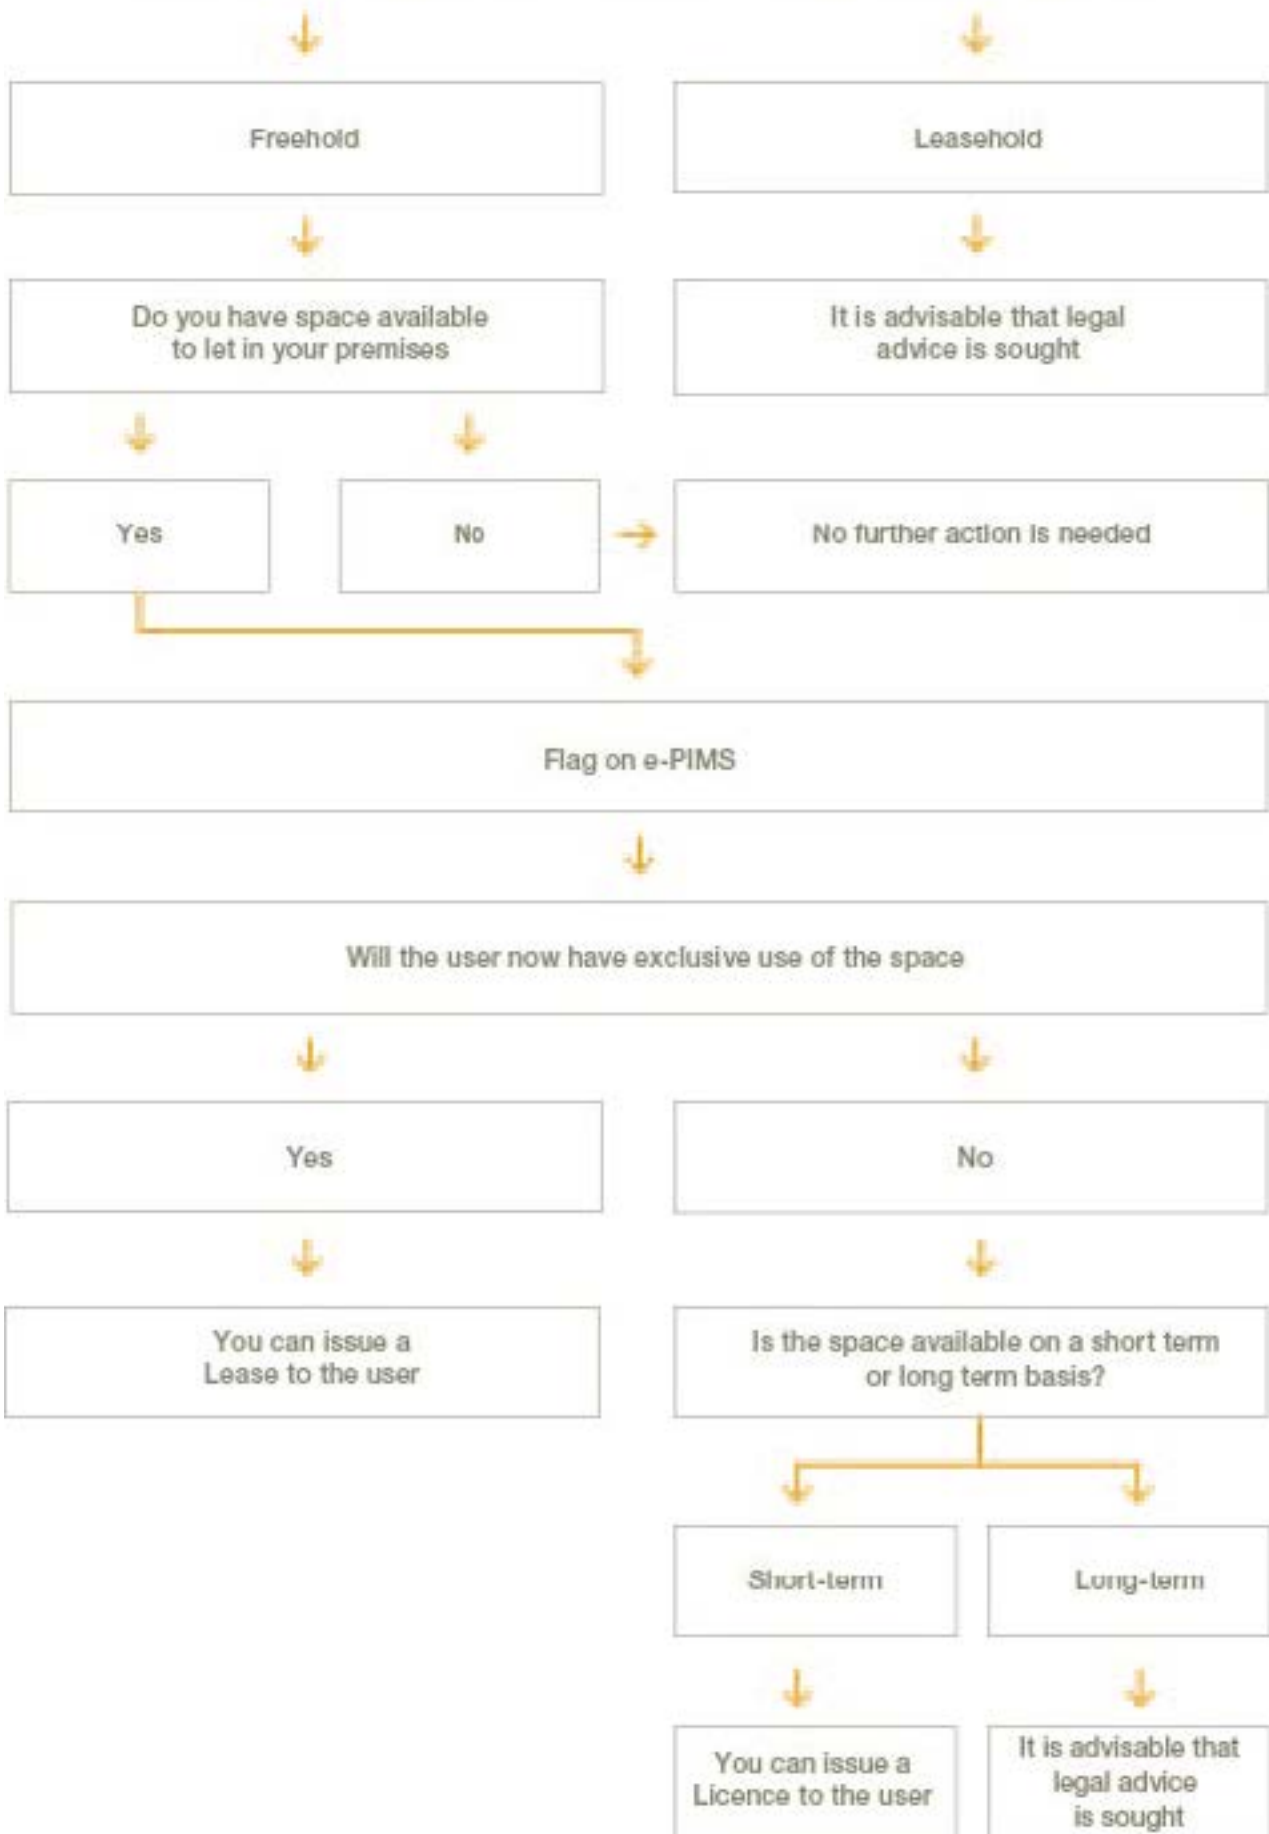 Freehold
Leasehold
Do you have space available
to let in your premises
It is advisable that legal
advice is sought
Yes
No
No further action is needed
Flag on e-PIMS
Will the user now have exclusive use of the space
Yes
No
You can issue a
Lease to the user
Is the space available on a short term
or long term basis?
Short-term
Long-term
You can issue a
Licence to the user
It is advisable that
legal advice
is sought